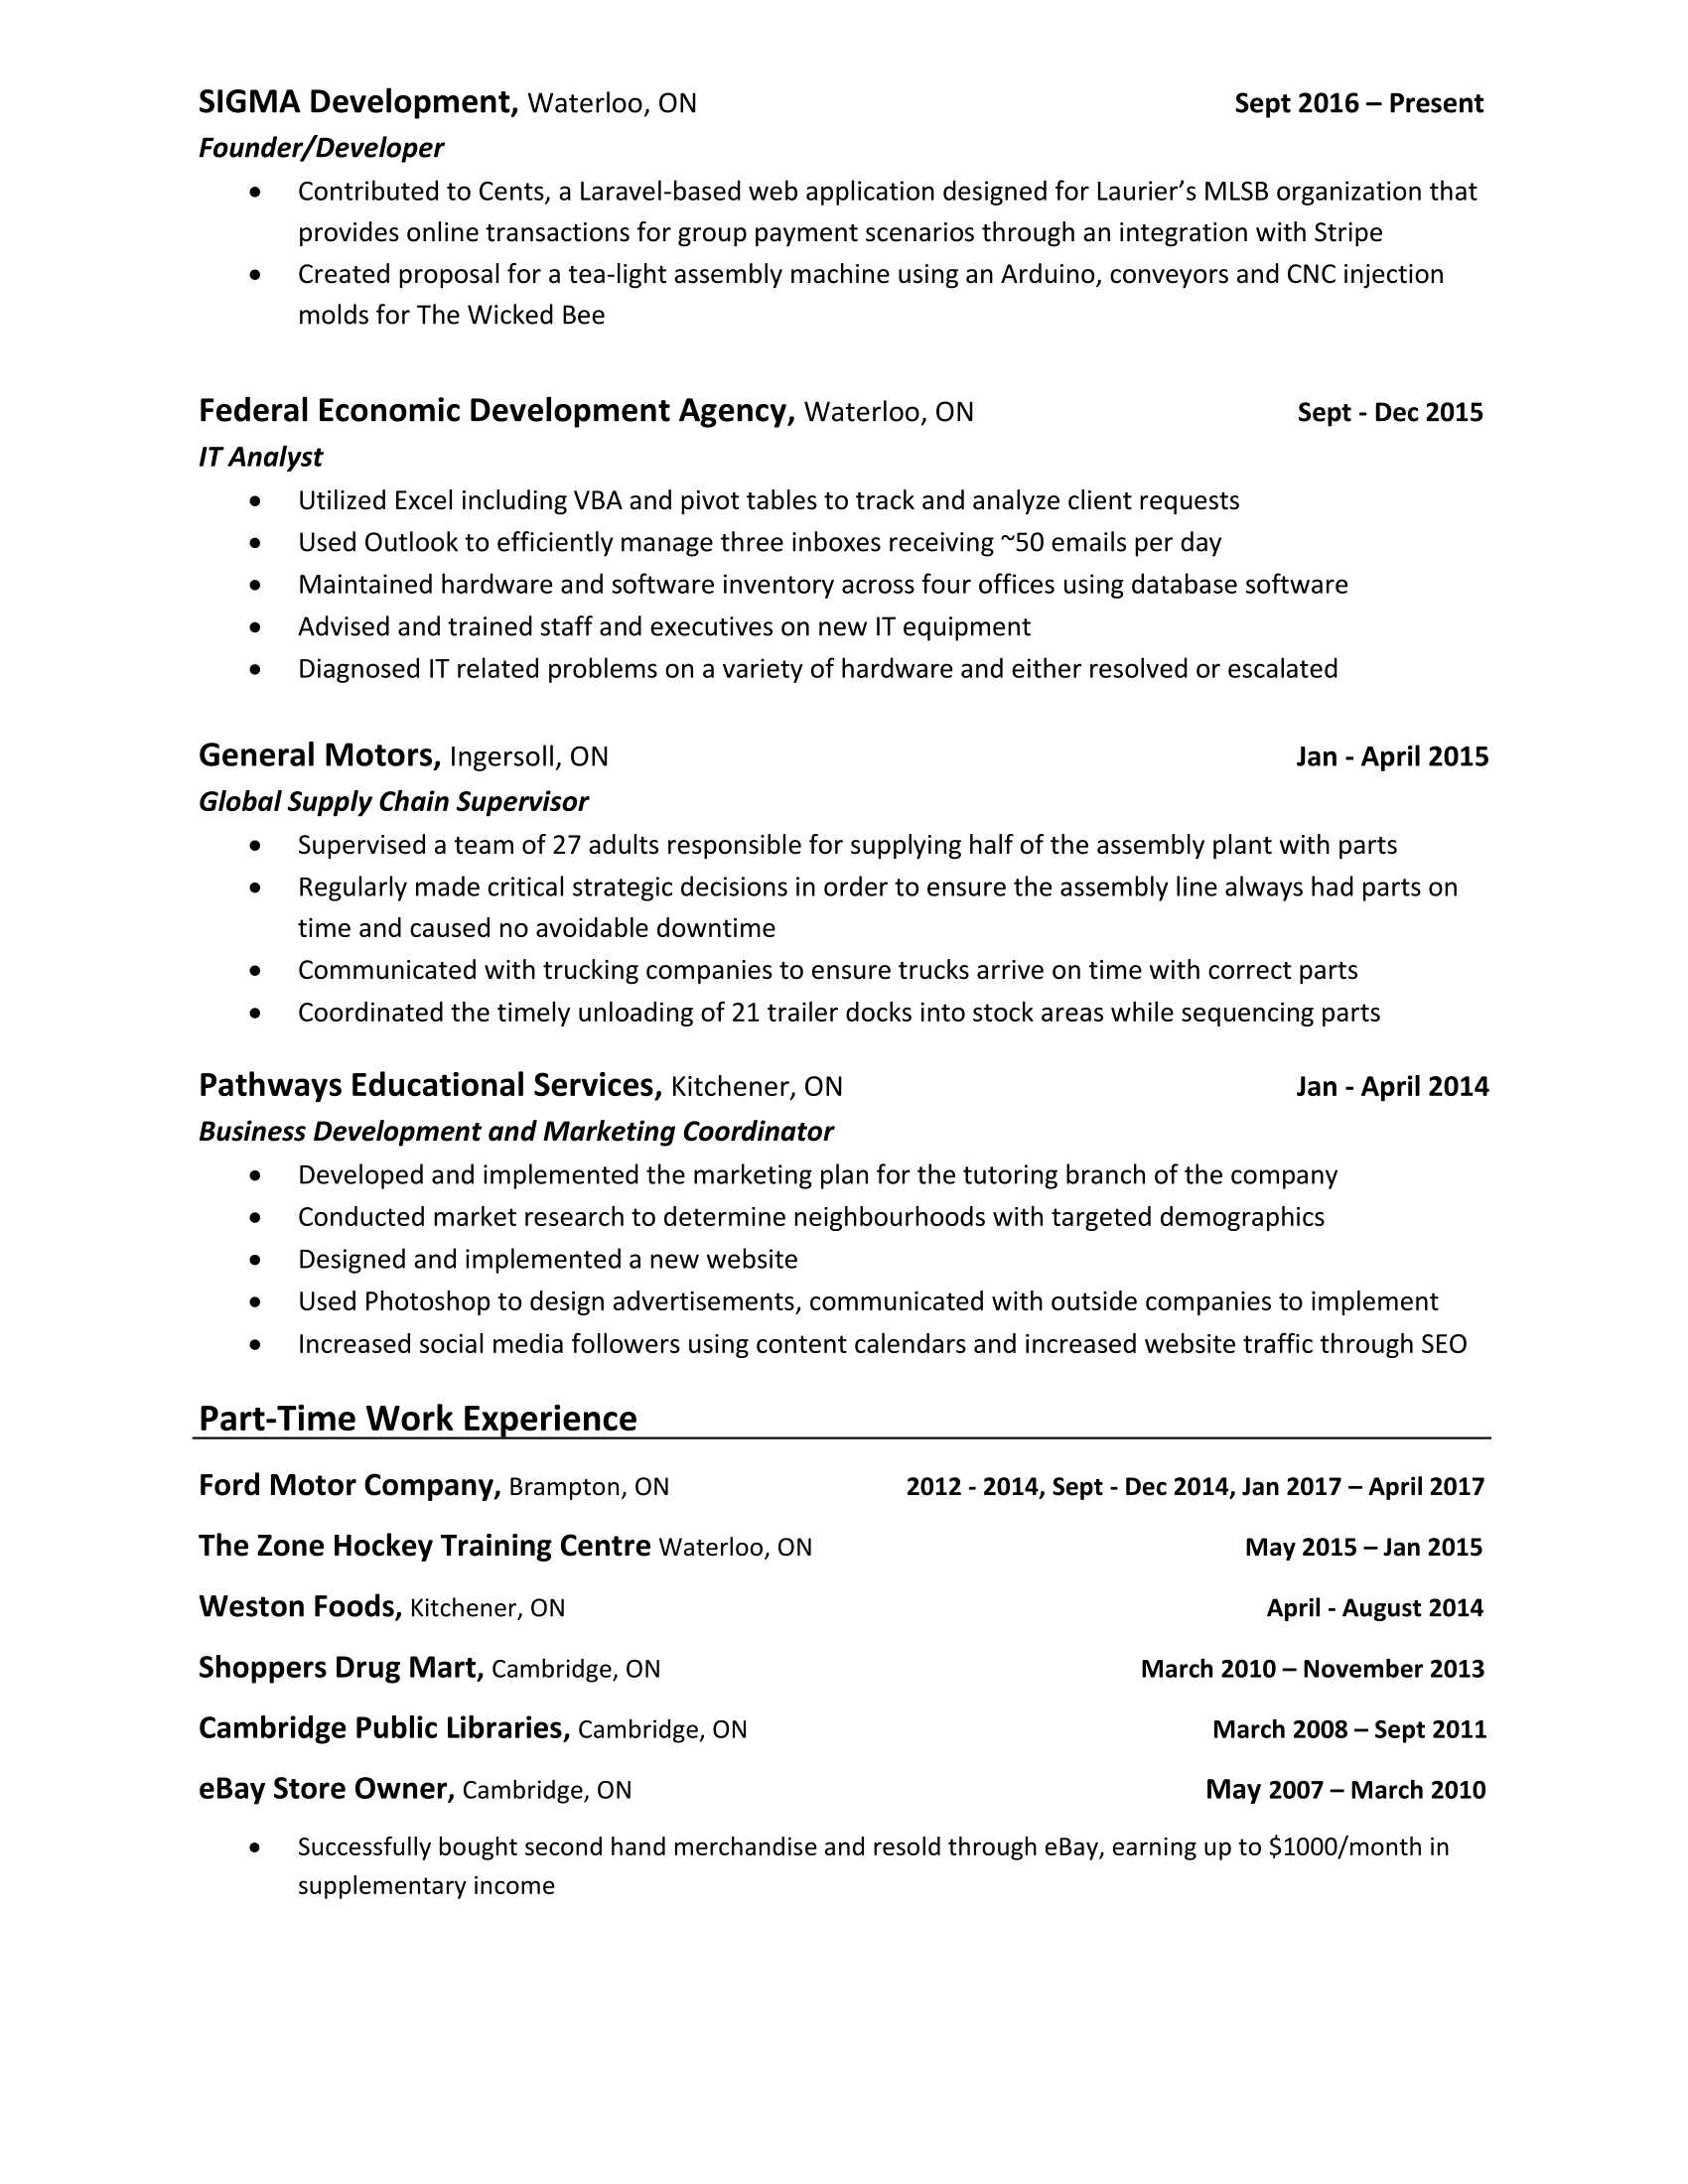 SIGMA Development, Waterloo, ON Sept 2016 – Present
Founder/Developer
• Contributed to Cents, a Laravel-based web application designed for Laurier’s MLSB organization that
provides online transactions for group payment scenarios through an integration with Stripe
• Created proposal for a tea-light assembly machine using an Arduino, conveyors and CNC injection
molds for The Wicked Bee
Federal Economic Development Agency, Waterloo, ON Sept - Dec 2015
IT Analyst
• Utilized Excel including VBA and pivot tables to track and analyze client requests
• Used Outlook to efficiently manage three inboxes receiving ~50 emails per day
• Maintained hardware and software inventory across four offices using database software
• Advised and trained staff and executives on new IT equipment
• Diagnosed IT related problems on a variety of hardware and either resolved or escalated
General Motors, Ingersoll, ON Jan - April 2015
Global Supply Chain Supervisor
• Supervised a team of 27 adults responsible for supplying half of the assembly plant with parts
• Regularly made critical strategic decisions in order to ensure the assembly line always had parts on
time and caused no avoidable downtime
• Communicated with trucking companies to ensure trucks arrive on time with correct parts
• Coordinated the timely unloading of 21 trailer docks into stock areas while sequencing parts
Pathways Educational Services, Kitchener, ON Jan - April 2014
Business Development and Marketing Coordinator
• Developed and implemented the marketing plan for the tutoring branch of the company
• Conducted market research to determine neighbourhoods with targeted demographics
• Designed and implemented a new website
• Used Photoshop to design advertisements, communicated with outside companies to implement
• Increased social media followers using content calendars and increased website traffic through SEO
Part-Time Work Experience
Ford Motor Company, Brampton, ON 2012 - 2014, Sept - Dec 2014, Jan 2017 – April 2017
The Zone Hockey Training Centre Waterloo, ON May 2015 – Jan 2015
Weston Foods, Kitchener, ON April - August 2014
Shoppers Drug Mart, Cambridge, ON March 2010 – November 2013
Cambridge Public Libraries, Cambridge, ON March 2008 – Sept 2011
eBay Store Owner, Cambridge, ON May 2007 – March 2010
• Successfully bought second hand merchandise and resold through eBay, earning up to $1000/month in
supplementary income